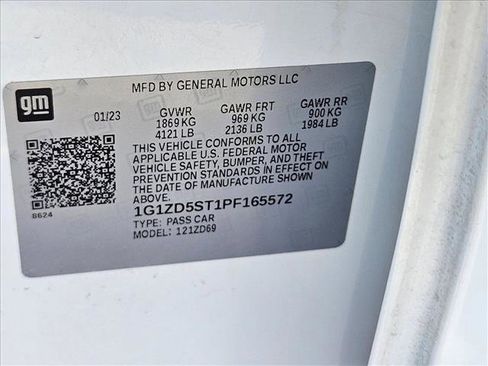 gm
MFD BY GENERAL MOTORS LLC
01/23
GVWR GAWR FRT GAWR RR
1869 KG 969 KG 900 KG
4121 LB 2136 LB 1984 LB
THIS VEHICLE CONFORMS TO ALL
APPLICABLE U.S. FEDERAL MOTOR
VEHICLE SAFETY, BUMPER, AND THEFT
PREVENTION STANDARDS IN EFFECT ON
THE DATE OF MANUFACTURE SHOWN
ABOVE.
8624
1G1ZD5ST1PF165572
TYPE: PASS CAR
MODEL: 121ZD69